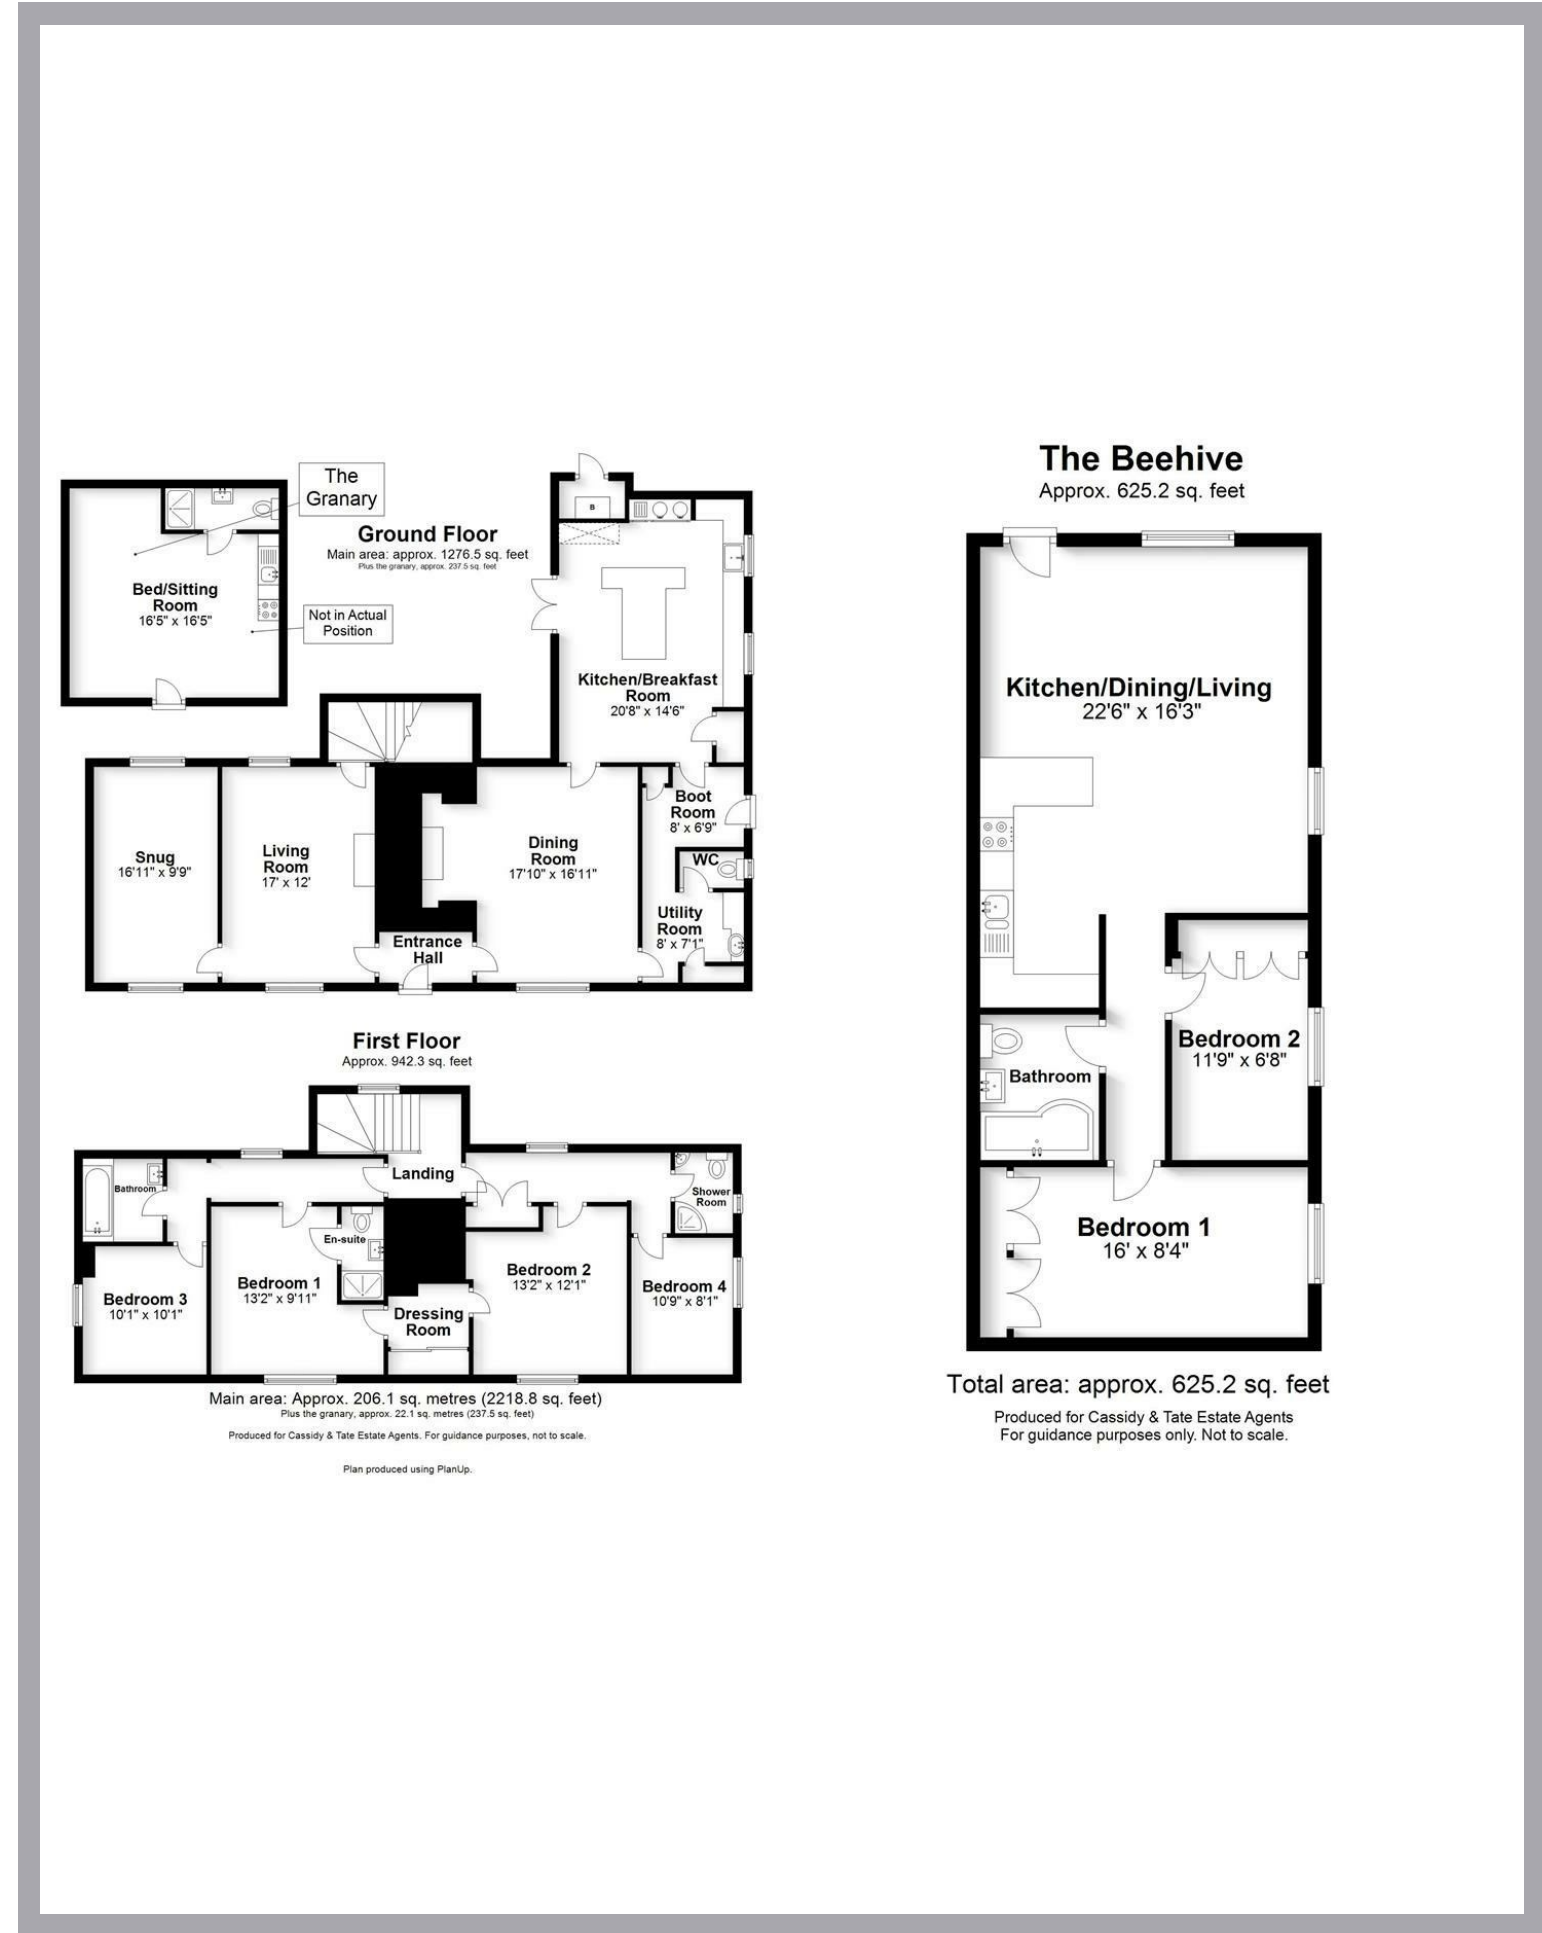 The
Granary
Ground Floor
Main area: approx. 1276.5 sq. feet
Plus the granary, approx. 237.5 sq. feet
B
Bed/Sitting
Room
16'5" x 16'5"
Not in Actual
Position
Kitchen/Breakfast
Room
20'8" x 14'6"
Boot
Room
8' x 6'9"
Snug
16'11" x 9'9"
Living
Room
17' x 12'
Dining
Room
17'10" x 16'11"
WC
Utility
Room
8' x 7'1"
Entrance
Hall
First Floor
Approx. 942.3 sq. feet
Landing
Bathroom
Shower
Room
En-suite
Bedroom 3
10'1" x 10'1"
Bedroom 1
13'2" x 9'11"
Bedroom 2
13'2" x 12'1"
Bedroom 4
10'9" x 8'1"
Dressing
Room
Main area: Approx. 206.1 sq. metres (2218.8 sq. feet)
Plus the granary, approx. 22.1 sq. metres (237.5 sq. feet)
Produced for Cassidy & Tate Estate Agents. For guidance purposes, not to scale.
Plan produced using PlanUp.
The Beehive
Approx. 625.2 sq. feet
Kitchen/Dining/Living
22'6" x 16'3"
Bedroom 2
11'9" x 6'8"
Bathroom
Bedroom 1
16' x 8'4"
Total area: approx. 625.2 sq. feet
Produced for Cassidy & Tate Estate Agents
For guidance purposes only. Not to scale.